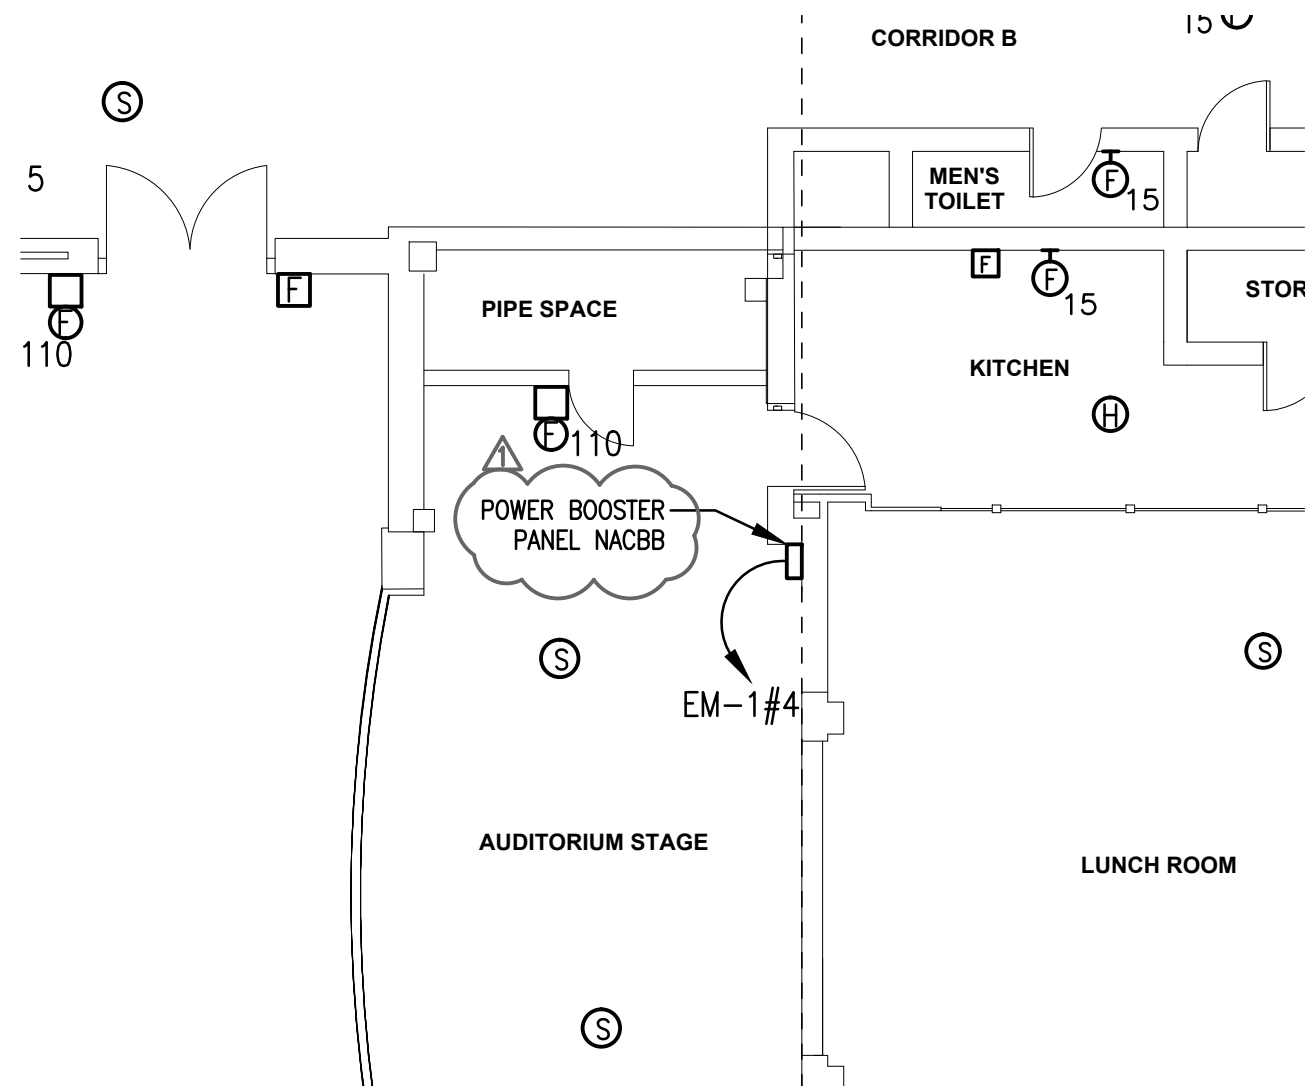 CORRIDOR B
15 F
S
5
MEN'S
TOILET
F
15
F
F
F
15
PIPE SPACE
STOR
F
110
KITCHEN
H
F
110
1
POWER BOOSTER
PANEL NACBB
S
S
EM-1#4
AUDITORIUM STAGE
LUNCH ROOM
S